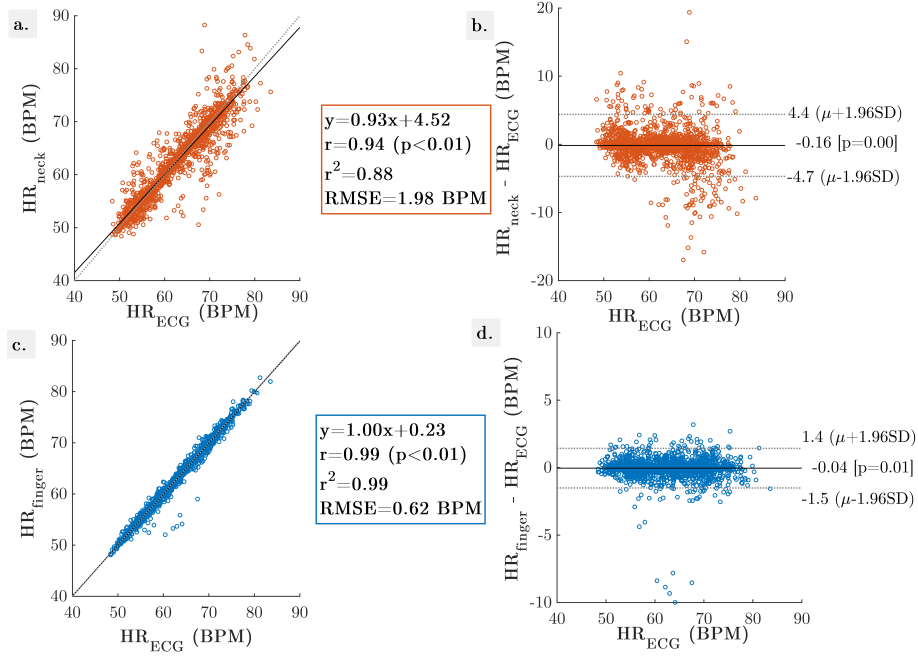 a.
90
80
70
60
50
40
HR_neck (BPM)
40 50 60 70 80 90
HR_ECG (BPM)
y=0.93x+4.52
r=0.94 (p<0.01)
r²=0.88
RMSE=1.98 BPM
b.
20
10
0
-10
-20
HR_neck - HR_ECG (BPM)
40 50 60 70 80 90
HR_ECG (BPM)
4.4 (μ+1.96SD)
-0.16 [p=0.00]
-4.7 (μ-1.96SD)
c.
90
80
70
60
50
40
HR_finger (BPM)
40 50 60 70 80 90
HR_ECG (BPM)
y=1.00x+0.23
r=0.99 (p<0.01)
r²=0.99
RMSE=0.62 BPM
d.
10
5
0
-5
-10
HR_finger - HR_ECG (BPM)
40 50 60 70 80 90
HR_ECG (BPM)
1.4 (μ+1.96SD)
-0.04 [p=0.01]
-1.5 (μ-1.96SD)